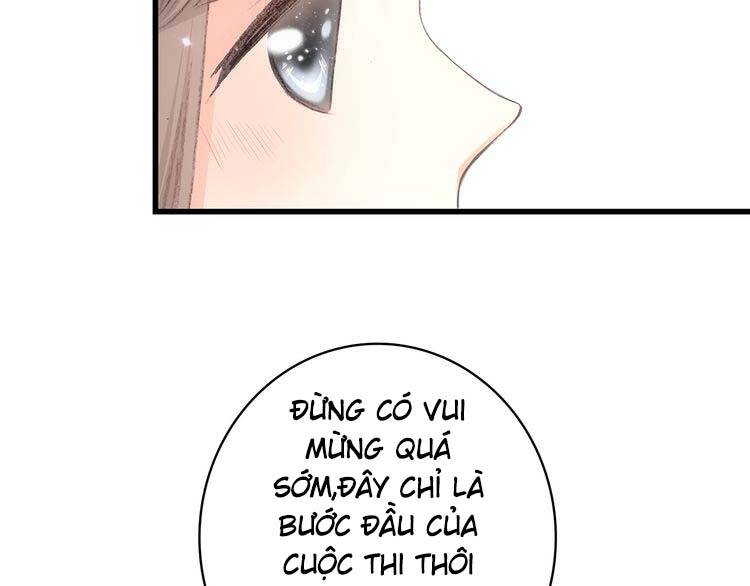 ĐỪNG CÓ VUI
MỪNG QUÁ
SỚM,ĐÂY CHỈ LÀ
BƯỚC ĐẦU CỦA
CUỘC THI THÔI